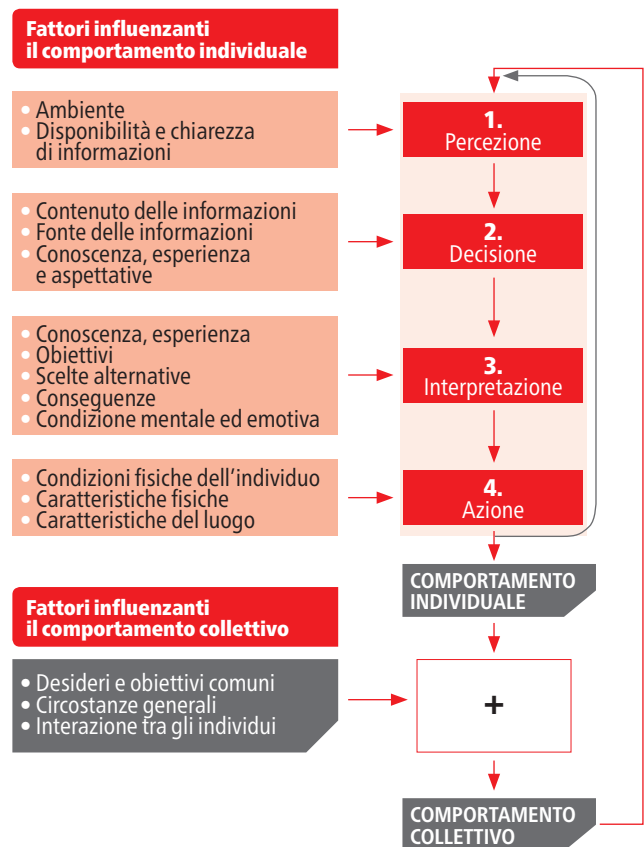 Fattori influenzanti
il comportamento individuale
• Ambiente
• Disponibilità e chiarezza
di informazioni
1.
Percezione
• Contenuto delle informazioni
• Fonte delle informazioni
• Conoscenza, esperienza
e aspettative
2.
Decisione
• Conoscenza, esperienza
• Obiettivi
• Scelte alternative
• Conseguenze
• Condizione mentale ed emotiva
3.
Interpretazione
• Condizioni fisiche dell'individuo
• Caratteristiche fisiche
• Caratteristiche del luogo
4.
Azione
COMPORTAMENTO
INDIVIDUALE
Fattori influenzanti
il comportamento collettivo
• Desideri e obiettivi comuni
• Circostanze generali
• Interazione tra gli individui
+
COMPORTAMENTO
COLLETTIVO